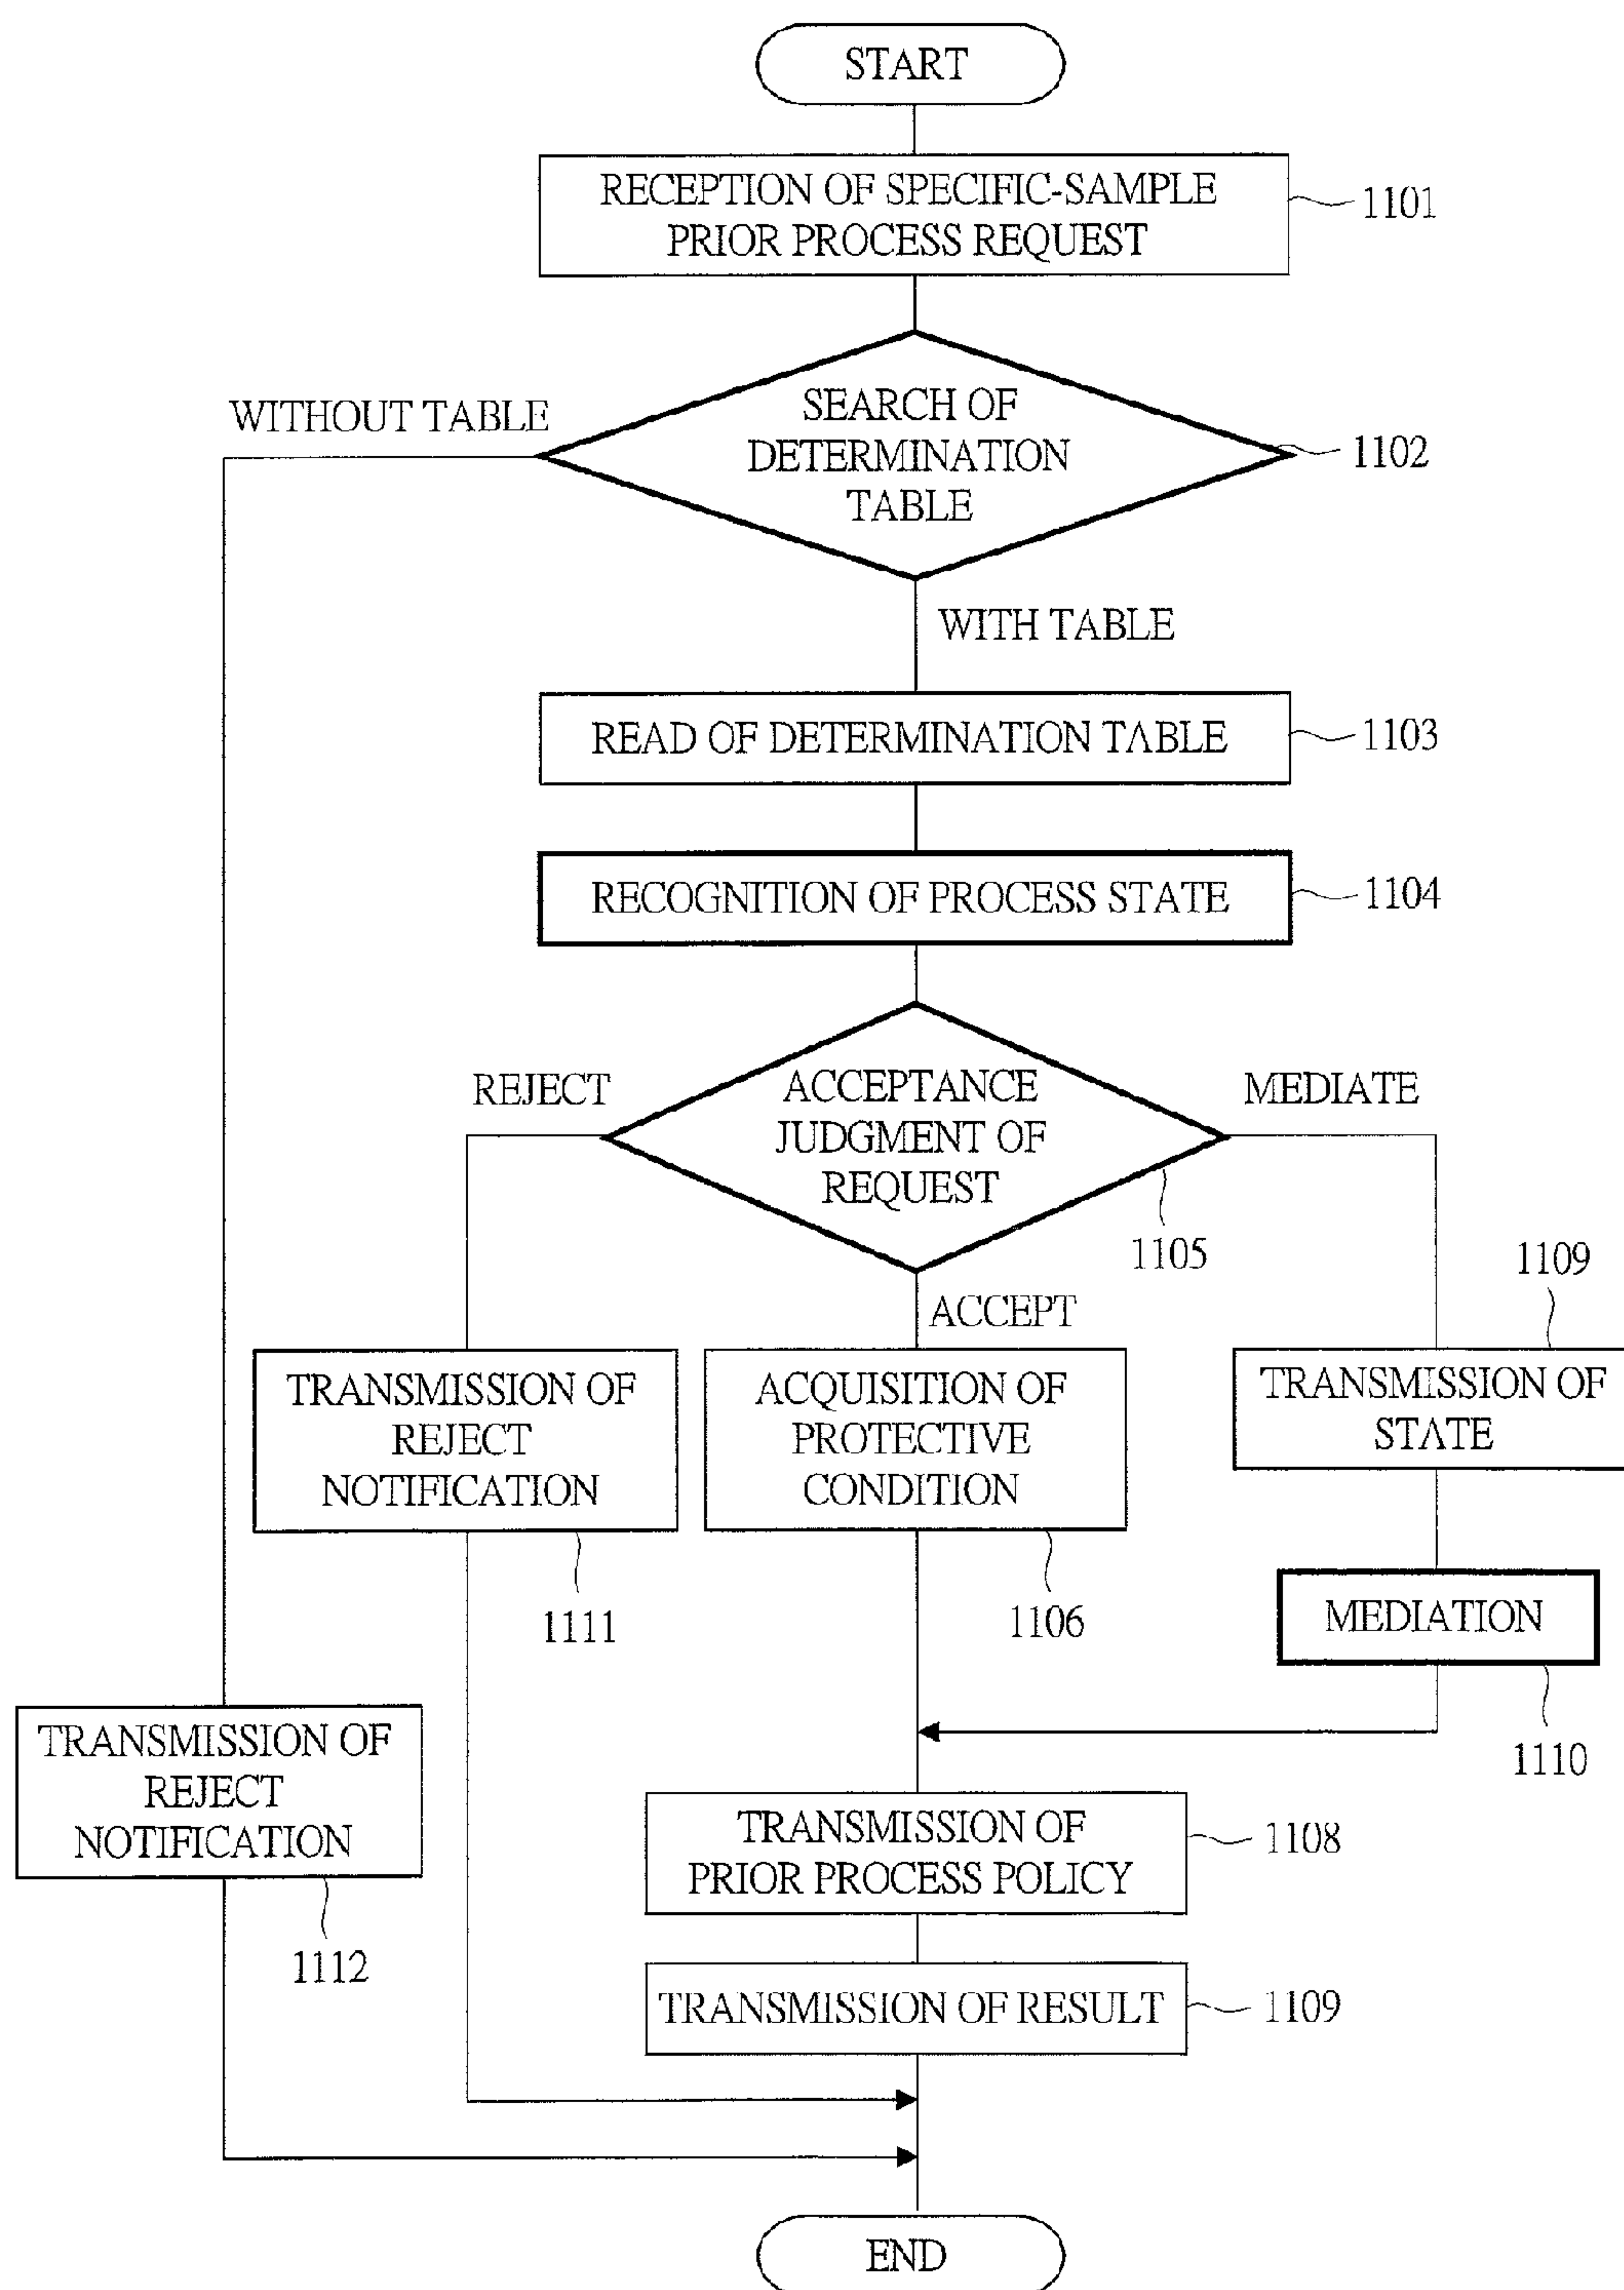 START
RECEPTION OF SPECIFIC-SAMPLE
PRIOR PROCESS REQUEST
1101
WITHOUT TABLE
SEARCH OF
DETERMINATION
TABLE
1102
WITH TABLE
READ OF DETERMINATION TABLE
1103
RECOGNITION OF PROCESS STATE
1104
REJECT
ACCEPTANCE
JUDGMENT OF
REQUEST
MEDIATE
1105
1109
ACCEPT
TRANSMISSION OF
REJECT
NOTIFICATION
1111
ACQUISITION OF
PROTECTIVE
CONDITION
1106
TRANSMISSION OF
STATE
MEDIATION
1110
TRANSMISSION OF
REJECT
NOTIFICATION
1112
TRANSMISSION OF
PRIOR PROCESS POLICY
1108
TRANSMISSION OF RESULT
1109
END